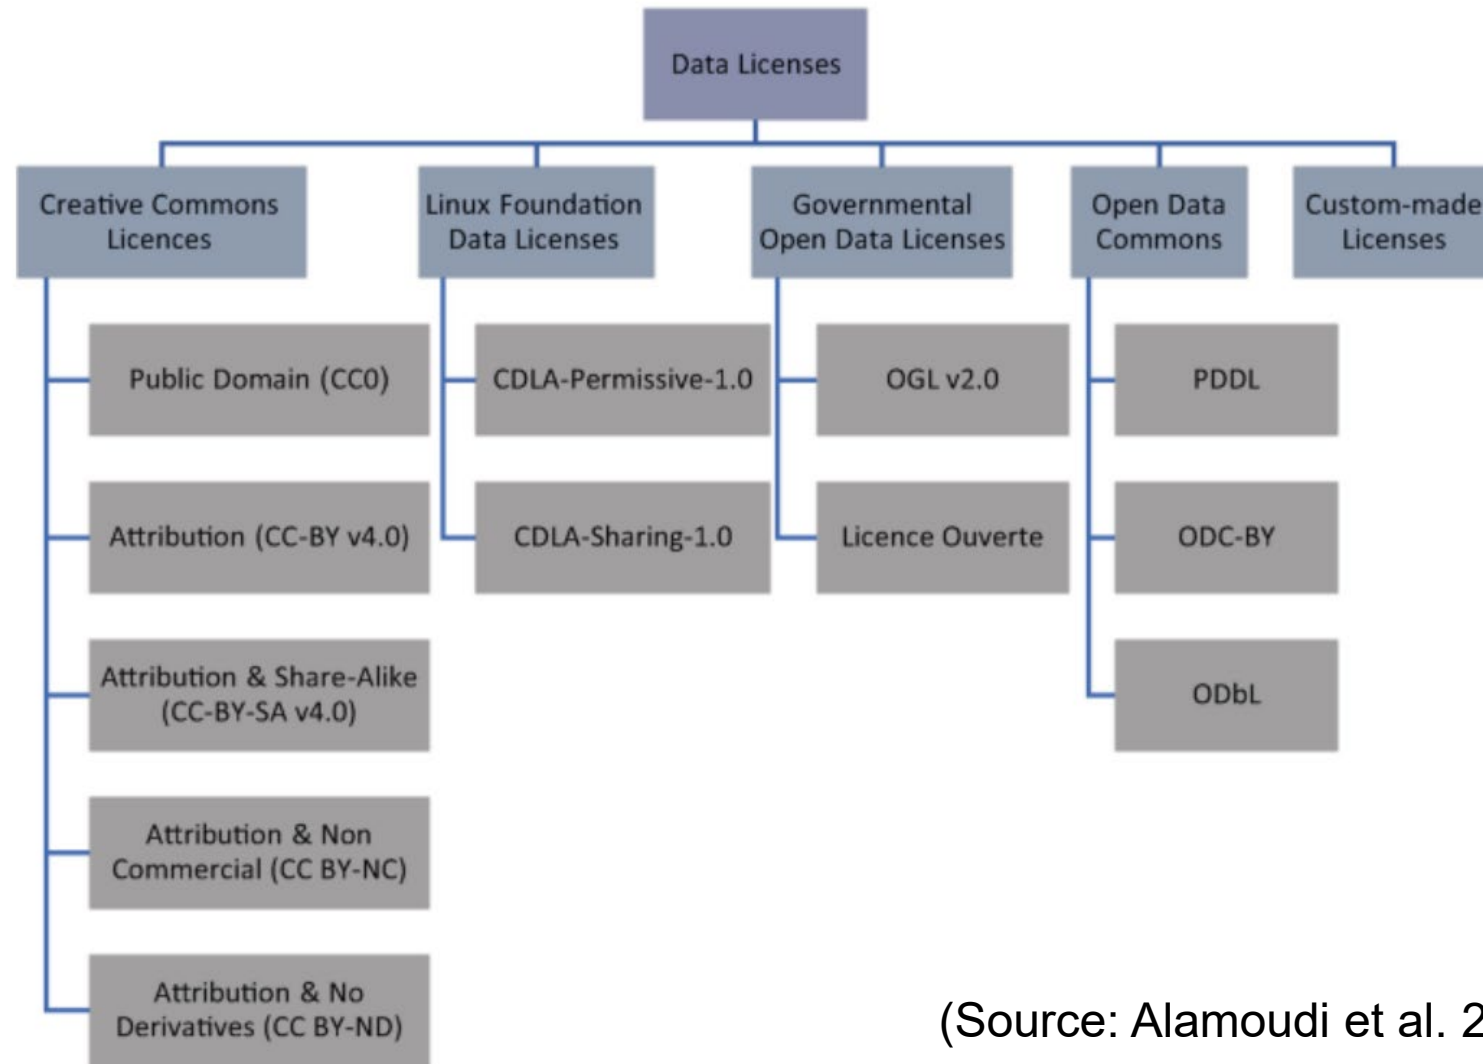 Data Licenses
Creative Commons
Licences
Linux Foundation
Data Licenses
Governmental
Open Data Licenses
Open Data
Commons
Custom-made
Licenses
Public Domain (CC0)
Attribution (CC-BY v4.0)
Attribution & Share-Alike
(CC-BY-SA v4.0)
Attribution & Non
Commercial (CC BY-NC)
Attribution & No
Derivatives (CC BY-ND)
CDLA-Permissive-1.0
CDLA-Sharing-1.0
OGL v2.0
Licence Ouverte
PDDL
ODC-BY
ODbL
(Source: Alamoudi et al. 2